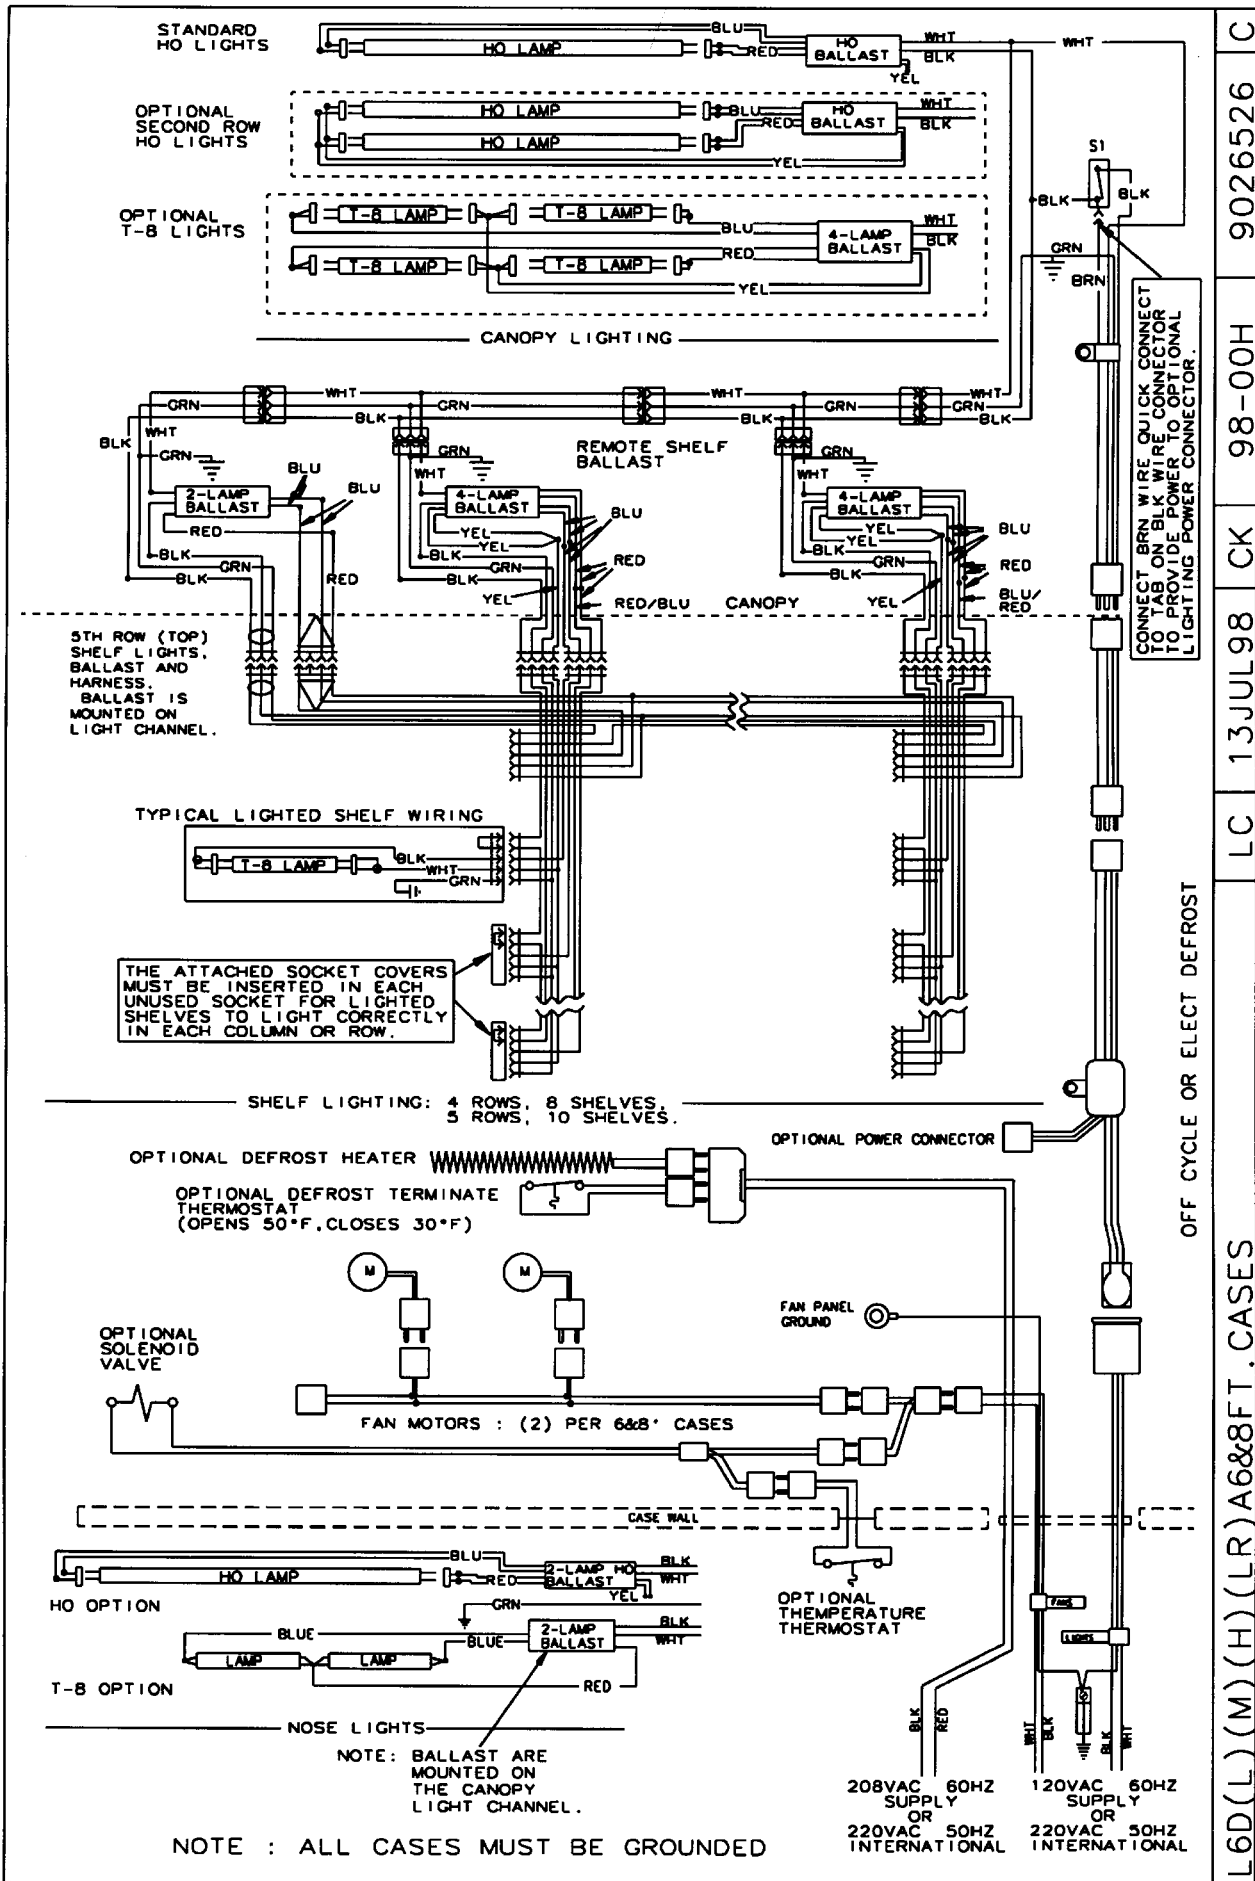 STANDARD
HO LIGHTS
HO LAMP
BLU
RED
HO
BALLAST
WHT
BLK
YEL
WHT
OPTIONAL
SECOND ROW
HO LIGHTS
HO LAMP
HO LAMP
BLU
RED
HO
BALLAST
WHT
BLK
YEL
S1
BLK
BLK
OPTIONAL
T-8 LIGHTS
T-8 LAMP
T-8 LAMP
T-8 LAMP
T-8 LAMP
BLU
RED
4-LAMP
BALLAST
WHT
BLK
YEL
GRN
BRN
CANOPY LIGHTING
CONNECT BRN WIRE QUICK CONNECT
TO TAB ON BLK WIRE CONNECTOR
TO PROVIDE POWER TO OPTIONAL
LIGHTING POWER CONNECTOR.
WHT
WHT
WHT
GRN
GRN
GRN
GRN
BLK
BLK
BLK
BLK
WHT
GRN
BLU
BLU
2-LAMP
BALLAST
RED
BLK
GRN
BLK
RED
REMOTE SHELF
BALLAST
GRN
WHT
4-LAMP
BALLAST
YEL
YEL
BLK
GRN
BLK
YEL
BLU
RED
RED/BLU
GRN
WHT
4-LAMP
BALLAST
YEL
YEL
BLK
GRN
BLK
YEL
BLU
RED
BLU/
RED
CANOPY
5TH ROW (TOP)
SHELF LIGHTS,
BALLAST AND
HARNESS.
BALLAST IS
MOUNTED ON
LIGHT CHANNEL.
TYPICAL LIGHTED SHELF WIRING
T-8 LAMP
BLK
WHT
GRN
THE ATTACHED SOCKET COVERS
MUST BE INSERTED IN EACH
UNUSED SOCKET FOR LIGHTED
SHELVES TO LIGHT CORRECTLY
IN EACH COLUMN OR ROW.
SHELF LIGHTING: 4 ROWS, 8 SHELVES,
5 ROWS, 10 SHELVES.
OPTIONAL POWER CONNECTOR
OPTIONAL DEFROST HEATER
OPTIONAL DEFROST TERMINATE
THERMOSTAT
(OPENS 50°F,CLOSES 30°F)
M
M
FAN PANEL
GROUND
OPTIONAL
SOLENOID
VALVE
FAN MOTORS : (2) PER 6&8' CASES
CASE WALL
BLU
HO LAMP
RED
2-LAMP HO
BALLAST
BLK
WHT
YEL
HO OPTION
GRN
BLUE
BLUE
2-LAMP
BALLAST
BLK
WHT
LAMP
LAMP
RED
T-8 OPTION
OPTIONAL
THEMPERATURE
THERMOSTAT
FANS
LIGHTS
NOSE LIGHTS
NOTE: BALLAST ARE
MOUNTED ON
THE CANOPY
LIGHT CHANNEL.
BLK
RED
WHT
BLK
BLK
WHT
208VAC 60HZ
SUPPLY
OR
220VAC 50HZ
INTERNATIONAL
120VAC 60HZ
SUPPLY
OR
220VAC 50HZ
INTERNATIONAL
NOTE : ALL CASES MUST BE GROUNDED
OFF CYCLE OR ELECT DEFROST
L6D(L)(M)(H)(LR)A6&8FT. CASES
LC
13JUL98
CK
98-00H
9026526
C